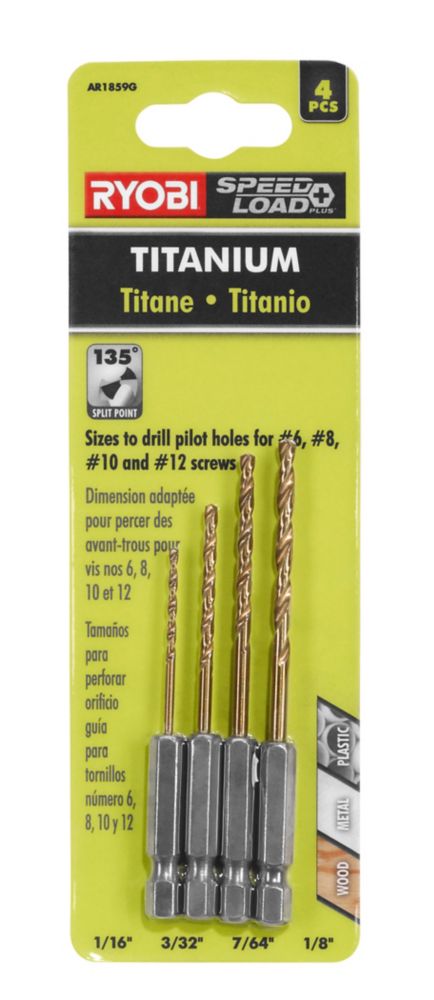 AR1859G
4
PCS
RYOBI SPEED
LOAD+
PLUS™
TITANIUM
Titane • Titanio
135°
SPLIT POINT
Sizes to drill pilot holes for #6, #8,
#10 and #12 screws
Dimension adaptée
pour percer des
avant-trous pour
vis nos 6, 8,
10 et 12
Tamaños
para
perforar
orificio
guía
para
tornillos
número 6,
8, 10 y 12
PLASTIC
METAL
WOOD
1/16" 3/32" 7/64" 1/8"